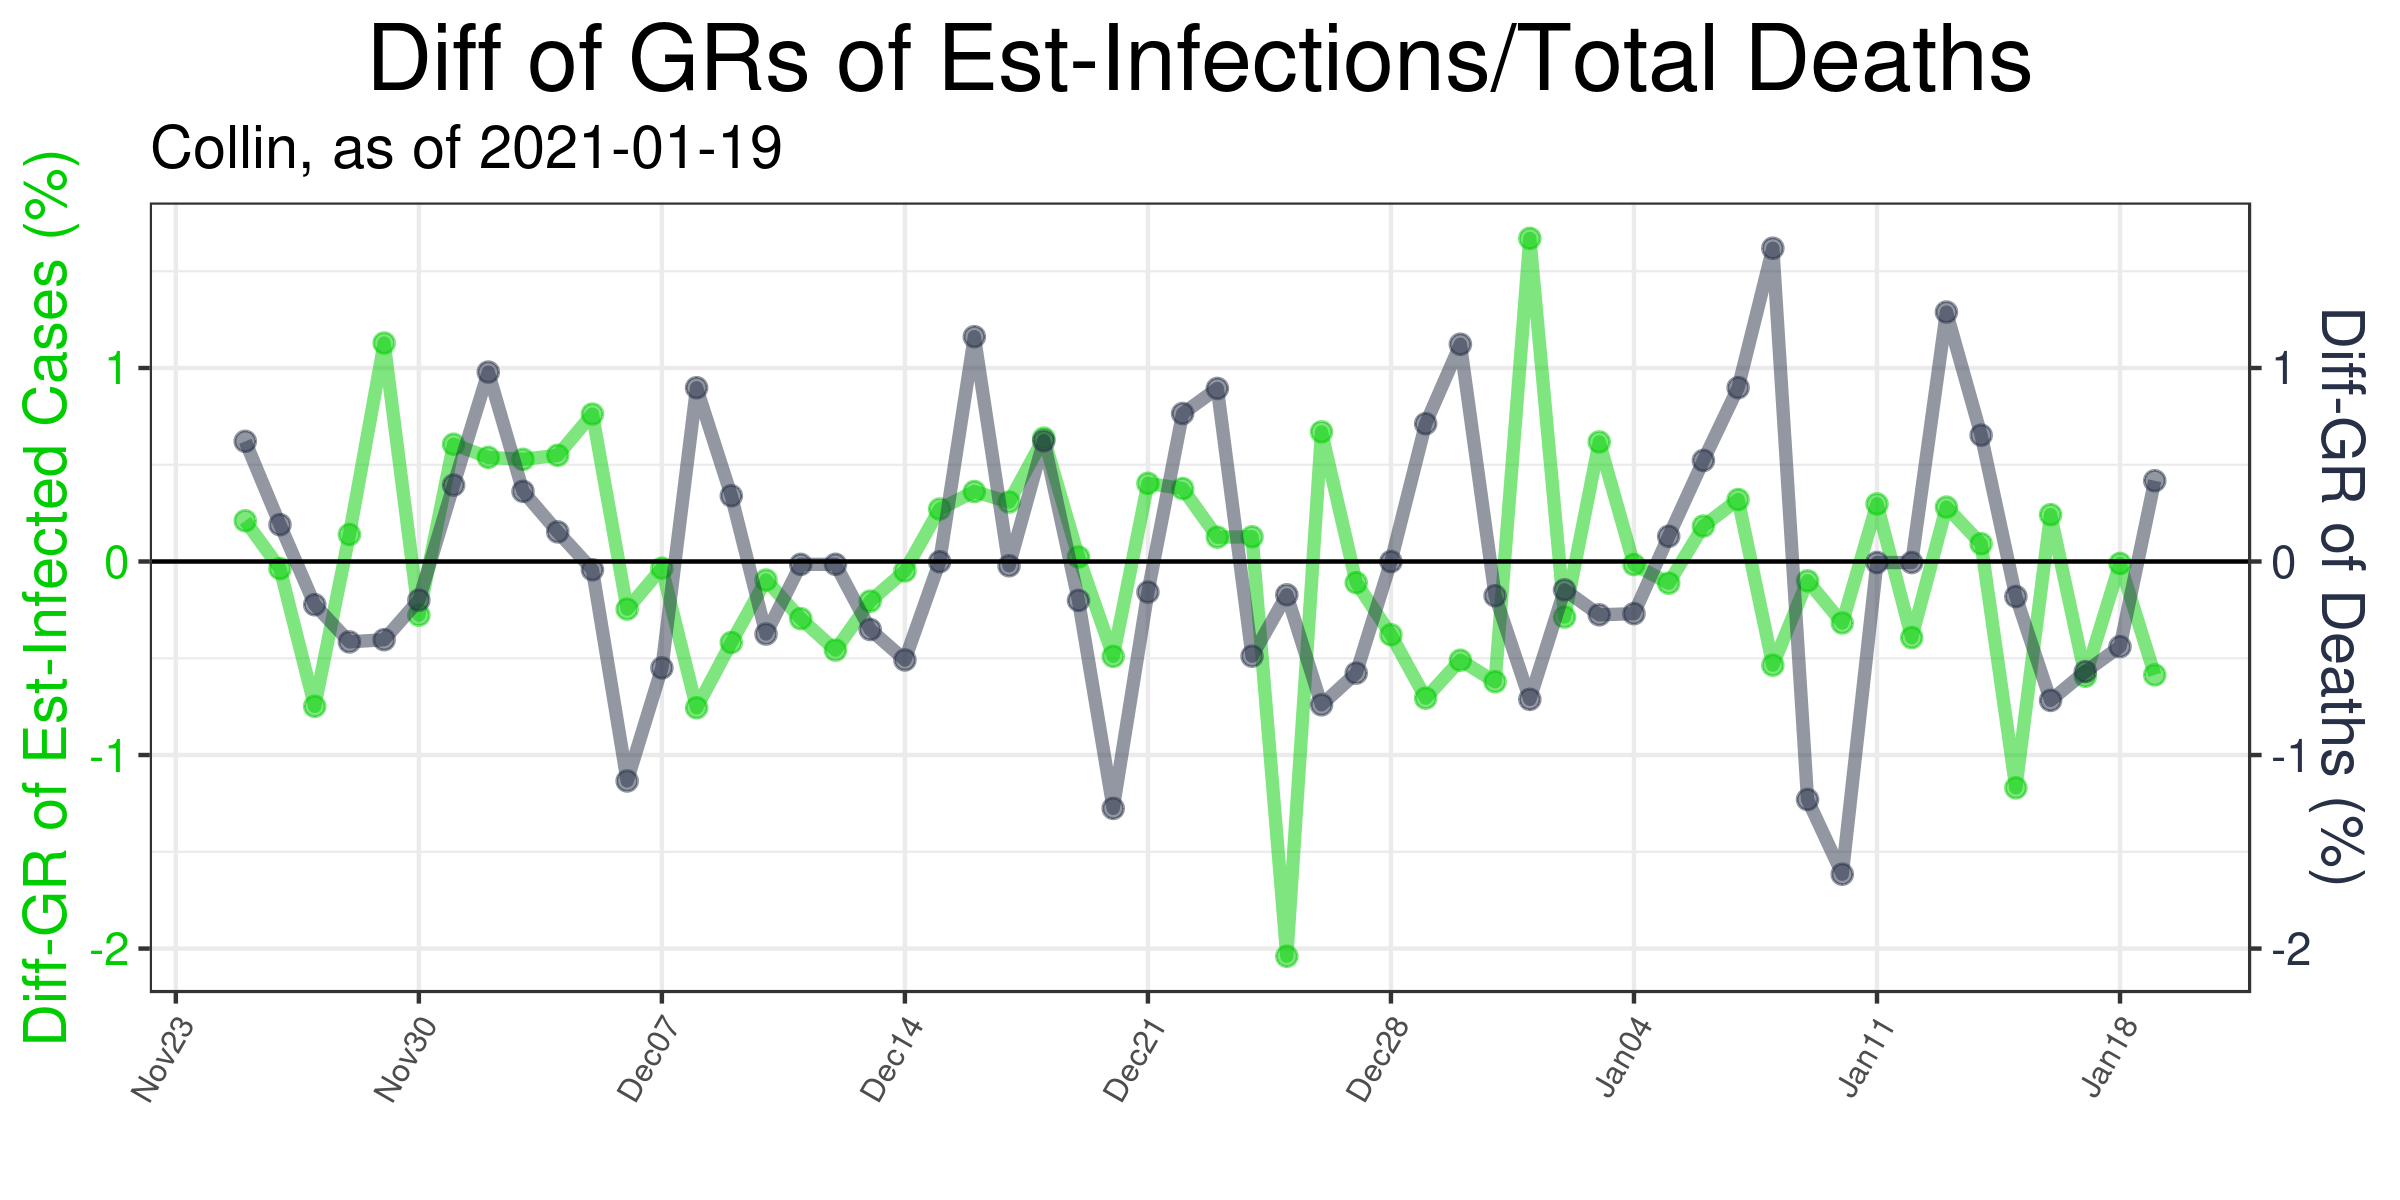 Diff of GRs of Est-Infections/Total Deaths
Collin, as of 2021-01-19
Diff-GR of Est-Infected Cases (%)
1
0
-1
-2
1
0
-1
-2
Diff-GR of Deaths (%)
Nov23
Nov30
Dec07
Dec14
Dec21
Dec28
Jan04
Jan11
Jan18